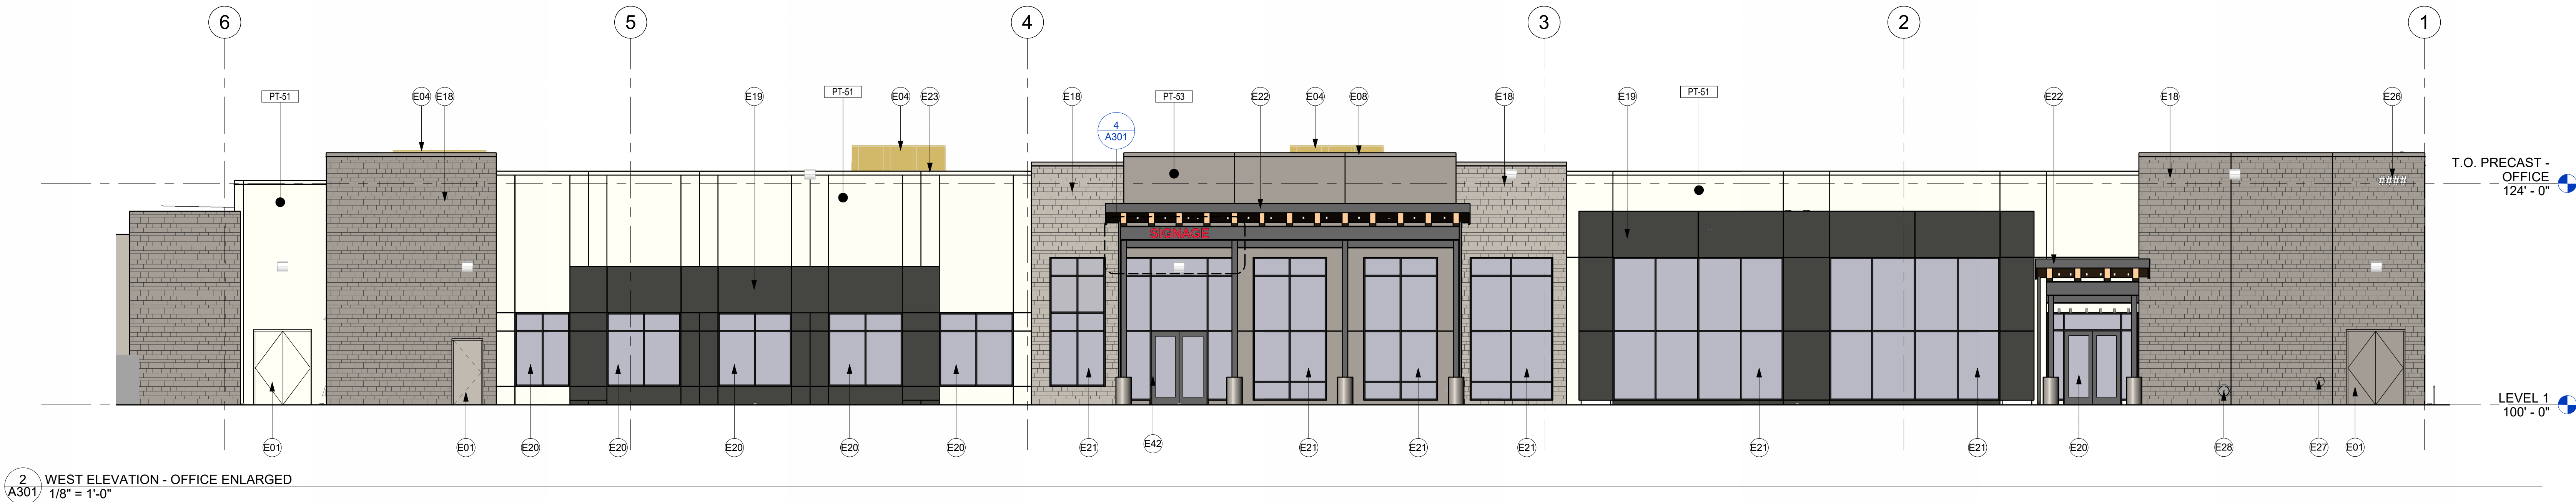 6
5
4
3
2
1
PT-51
E04
E18
E19
PT-51
E04
E23
E18
PT-53
E22
E04
E08
E18
E19
PT-51
E22
E18
E26
4
A301
T.O. PRECAST -
OFFICE
124' - 0"
####
SIGNAGE
LEVEL 1
100' - 0"
E01
E01
E20
E20
E20
E20
E20
E21
E42
E21
E21
E21
E21
E21
E20
E28
E27
E01
2
A301
WEST ELEVATION - OFFICE ENLARGED
1/8" = 1'-0"